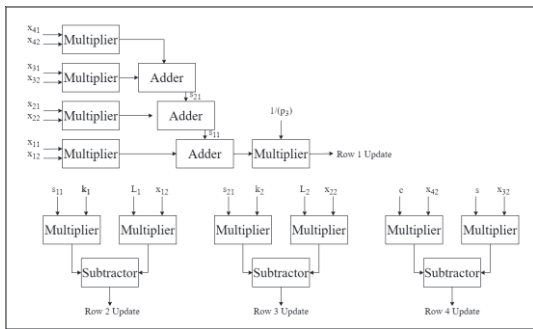 x41
x42
Multiplier
x31
x32
Multiplier
Adder
s21
x21
x22
Multiplier
Adder
s11
1/(p3)
x11
x12
Multiplier
Adder
Multiplier
Row 1 Update
s11 k1 L1 x12
Multiplier Multiplier
Subtractor
Row 2 Update
s21 k2 L2 x22
Multiplier Multiplier
Subtractor
Row 3 Update
c x42 s x32
Multiplier Multiplier
Subtractor
Row 4 Update